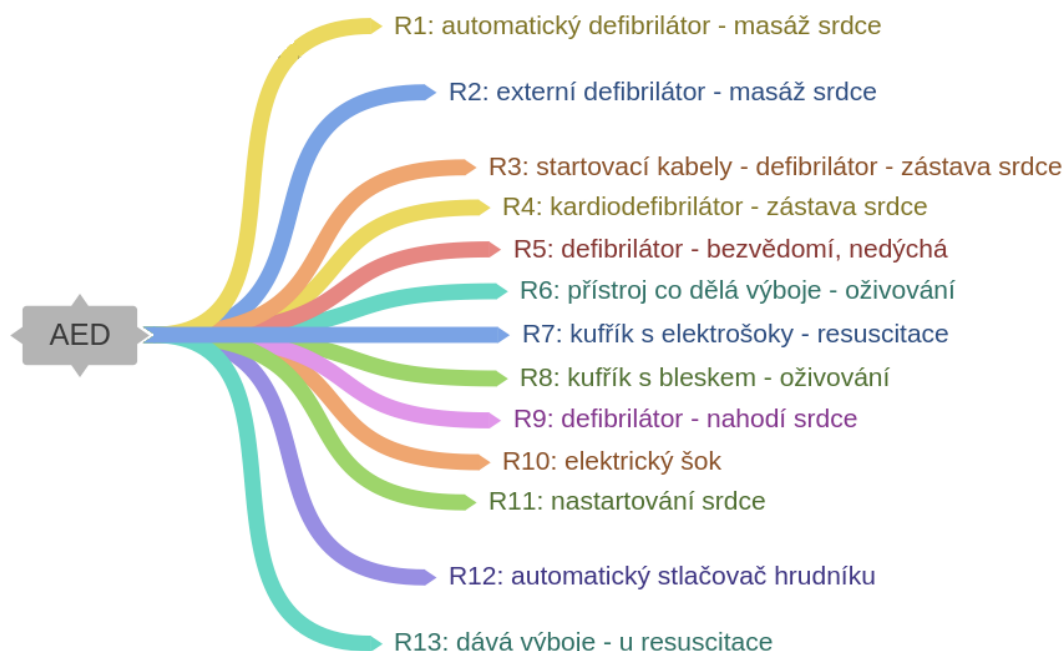 R1: automatický defibrilátor - masáž srdce
R2: externí defibrilátor - masáž srdce
R3: startovací kabely - defibrilátor - zástava srdce
R4: kardiodefibrilátor - zástava srdce
R5: defibrilátor - bezvědomí, nedýchá
R6: přístroj co dělá výboje - oživování
AED
R7: kufřík s elektrošoky - resuscitace
R8: kufřík s bleskem - oživování
R9: defibrilátor - nahodí srdce
R10: elektrický šok
R11: nastartování srdce
R12: automatický stlačovač hrudníku
R13: dává výboje - u resuscitace